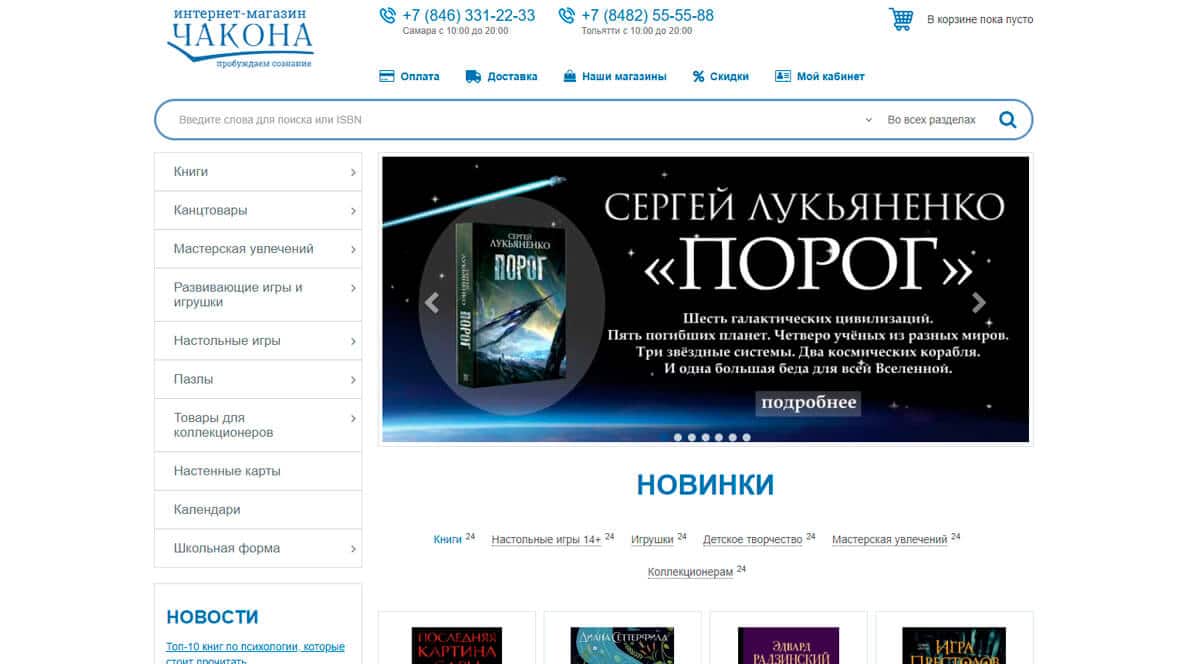 интернет-магазин
ЧАКОНА
пробуждаем сознание
+7 (846) 331-22-33
Самара с 10:00 до 20:00
+7 (8482) 55-55-88
Тольятти с 10:00 до 20:00
В корзине пока пусто
Оплата
Доставка
Наши магазины
Скидки
Мой кабинет
Введите слова для поиска или ISBN
Во всех разделах
Книги
Канцтовары
Мастерская увлечений
Развивающие игры и
игрушки
Настольные игры
Пазлы
Товары для
коллекционеров
Настенные карты
Календари
Школьная форма
СЕРГЕЙ
ЛУКЬЯНЕНКО
ПОРОГ
ПОРОГ
СЕРГЕЙ ЛУКЬЯНЕНКО
«ПОРОГ»
Шесть галактических цивилизаций.
Пять погибших планет. Четверо учёных из разных миров.
Три звёздные системы. Два космических корабля.
И одна большая беда для всей Вселенной.
подробнее
НОВИНКИ
Книги 24
Настольные игры 14+ 24
Игрушки 24
Детское творчество 24
Мастерская увлечений 24
Коллекционерам 24
НОВОСТИ
Топ-10 книг по психологии, которые
стоит прочитать
ПОСЛЕДНЯЯ
КАРТИНА
САРЫ
ДИАНА СЕТТЕРФИЛД
ЭДВАРД
РАДЗИНСКИЙ
ИГРА
ПРЕСТОЛОВ